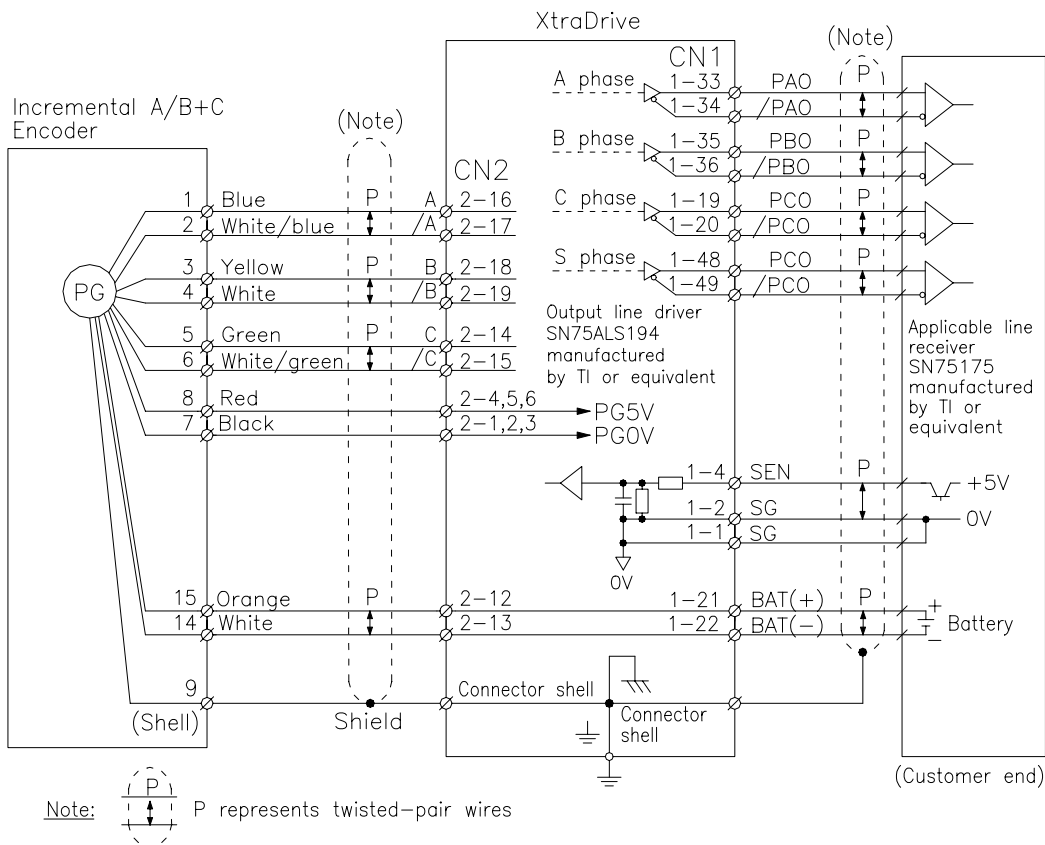 XtraDrive
(Note)
CN1
A phase
1-33
PAO
P
1-34
/PAO
Incremental A/B+C
Encoder
(Note)
B phase
1-35
PBO
P
1-36
/PBO
CN2
1
Blue
P
A
2-16
C phase
1-19
PCO
P
2
White/blue
/A
2-17
1-20
/PCO
3
Yellow
P
B
2-18
S phase
1-48
PCO
P
PG
4
White
/B
2-19
1-49
/PCO
5
Green
P
C
2-14
6
White/green
/C
2-15
Output line driver
SN75ALS194
manufactured
by TI or equivalent
Applicable line
receiver
SN75175
manufactured
by TI or
equivalent
8
Red
2-4,5,6
PG5V
7
Black
2-1,2,3
PG0V
1-4
SEN
P
+5V
1-2
SG
0V
1-1
SG
0V
15
Orange
P
2-12
1-21
BAT(+)
P
+
14
White
2-13
1-22
BAT(-)
-
Battery
9
(Shell)
Shield
Connector shell
Connector
shell
(Customer end)
Note:
P
P represents twisted-pair wires